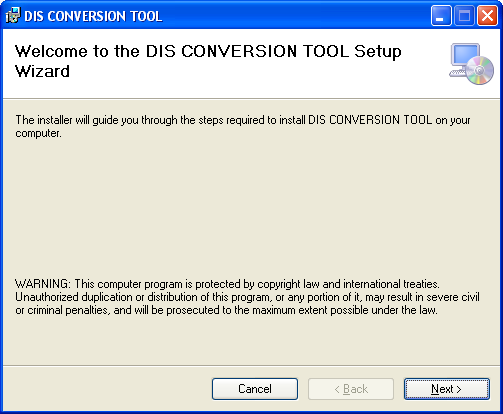 DIS CONVERSION TOOL
Welcome to the DIS CONVERSION TOOL Setup
Wizard
The installer will guide you through the steps required to install DIS CONVERSION TOOL on your
computer.
WARNING: This computer program is protected by copyright law and international treaties.
Unauthorized duplication or distribution of this program, or any portion of it, may result in severe civil
or criminal penalties, and will be prosecuted to the maximum extent possible under the law.
Cancel
< Back
Next >